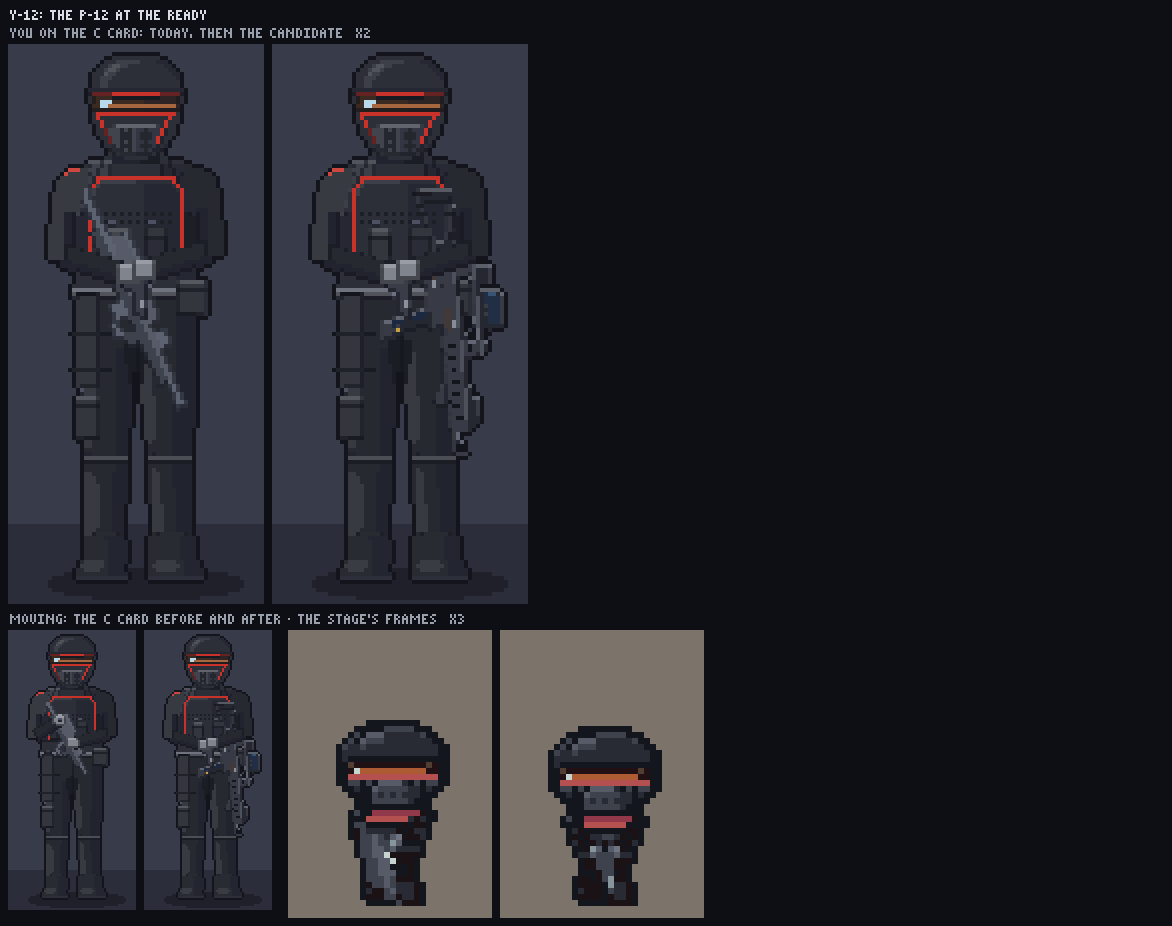 Y-12: THE P-12 AT THE READY
YOU ON THE C CARD: TODAY, THEN THE CANDIDATE X2
MOVING: THE C CARD BEFORE AND AFTER · THE STAGE'S FRAMES X3